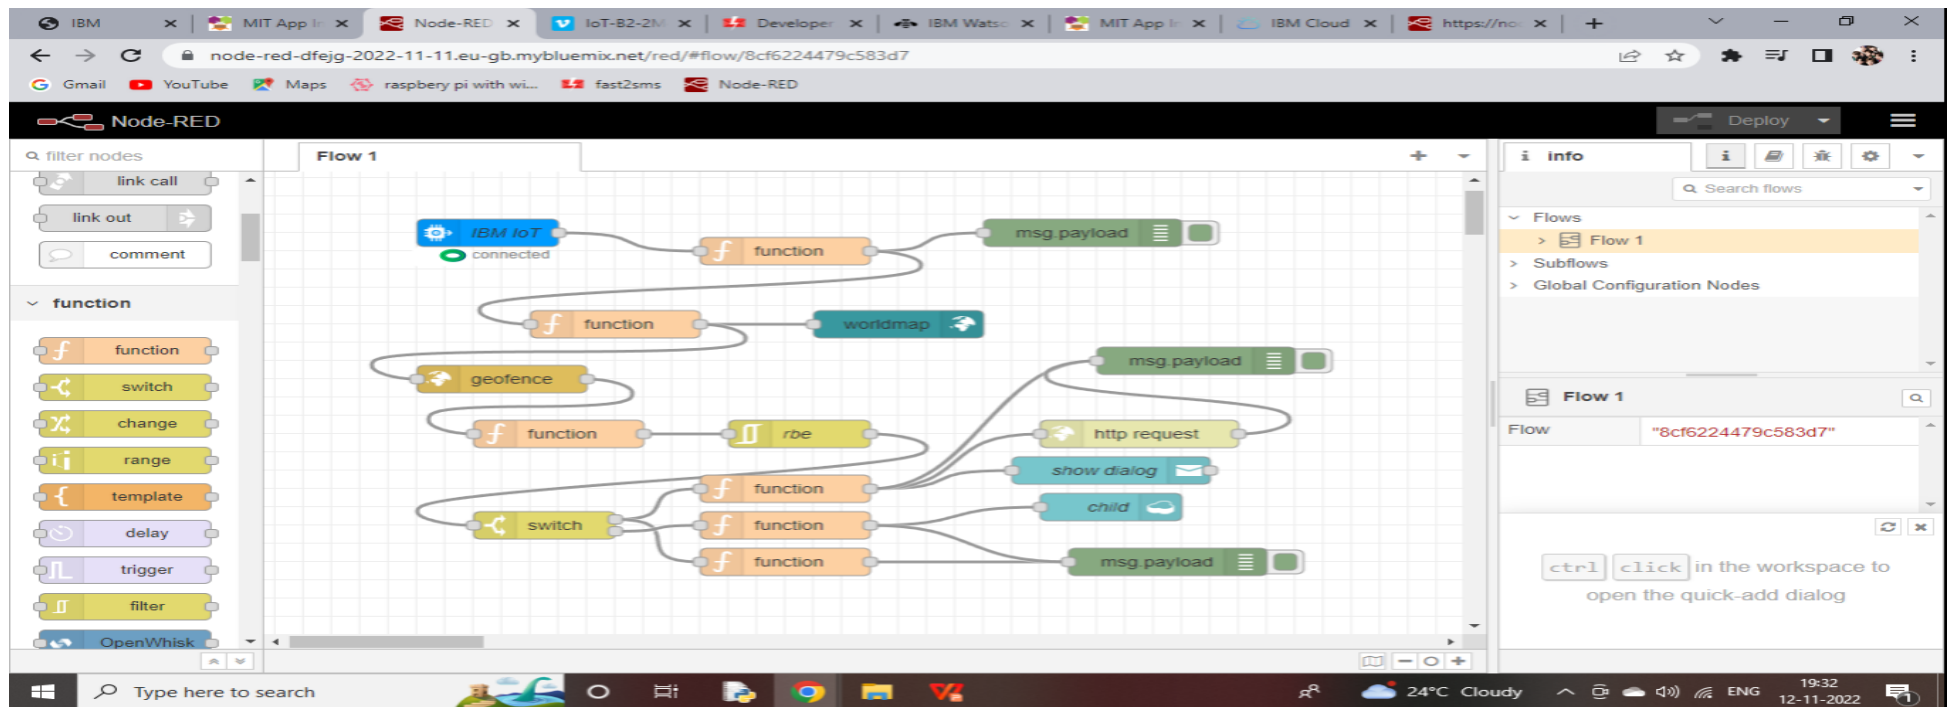 IBM
MIT App In
Node-RED
IoT-B2-2M
Developer
IBM Watso
MIT App In
IBM Cloud
https://no
node-red-dfejg-2022-11-11.eu-gb.mybluemix.net/red/#flow/8cf6224479c583d7
Gmail
YouTube
Maps
raspbery pi with wi...
fast2sms
Node-RED
Node-RED
Deploy
filter nodes
Flow 1
info
link call
link out
comment
function
function
switch
change
range
template
delay
trigger
filter
OpenWhisk
IBM IoT
connected
function
msg.payload
function
worldmap
geofence
msg.payload
function
rbe
http request
show dialog
function
child
switch
function
function
msg.payload
Search flows
Flows
Flow 1
Subflows
Global Configuration Nodes
Flow 1
Flow
"8cf6224479c583d7"
ctrl click in the workspace to
open the quick-add dialog
Type here to search
24°C Cloudy
ENG
19:32
12-11-2022
1